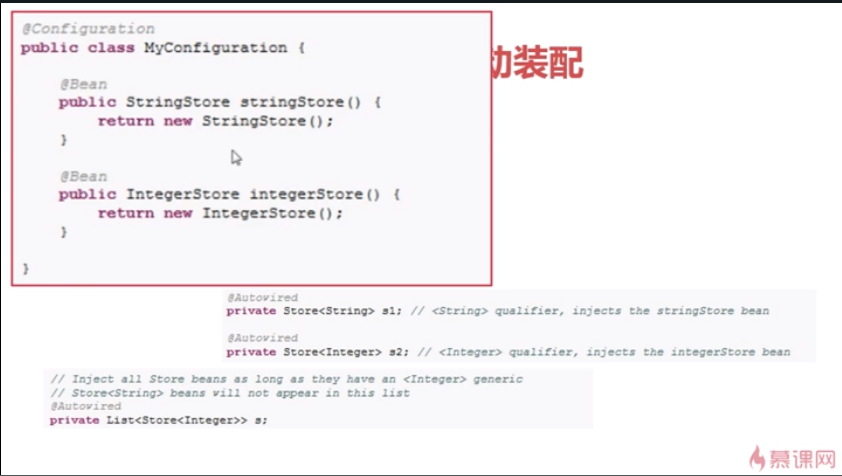 @Configuration
public class MyConfiguration {
@Bean
public StringStore stringStore() {
return new StringStore();
}
@Bean
public IntegerStore integerStore() {
return new IntegerStore();
}
}
动装配
@Autowired
private Store<String> s1; // <String> qualifier, injects the stringStore bean
@Autowired
private Store<Integer> s2; // <Integer> qualifier, injects the integerStore bean
// Inject all Store beans as long as they have an <Integer> generic
// Store<String> beans will not appear in this list
@Autowired
private List<Store<Integer>> s;
慕课网